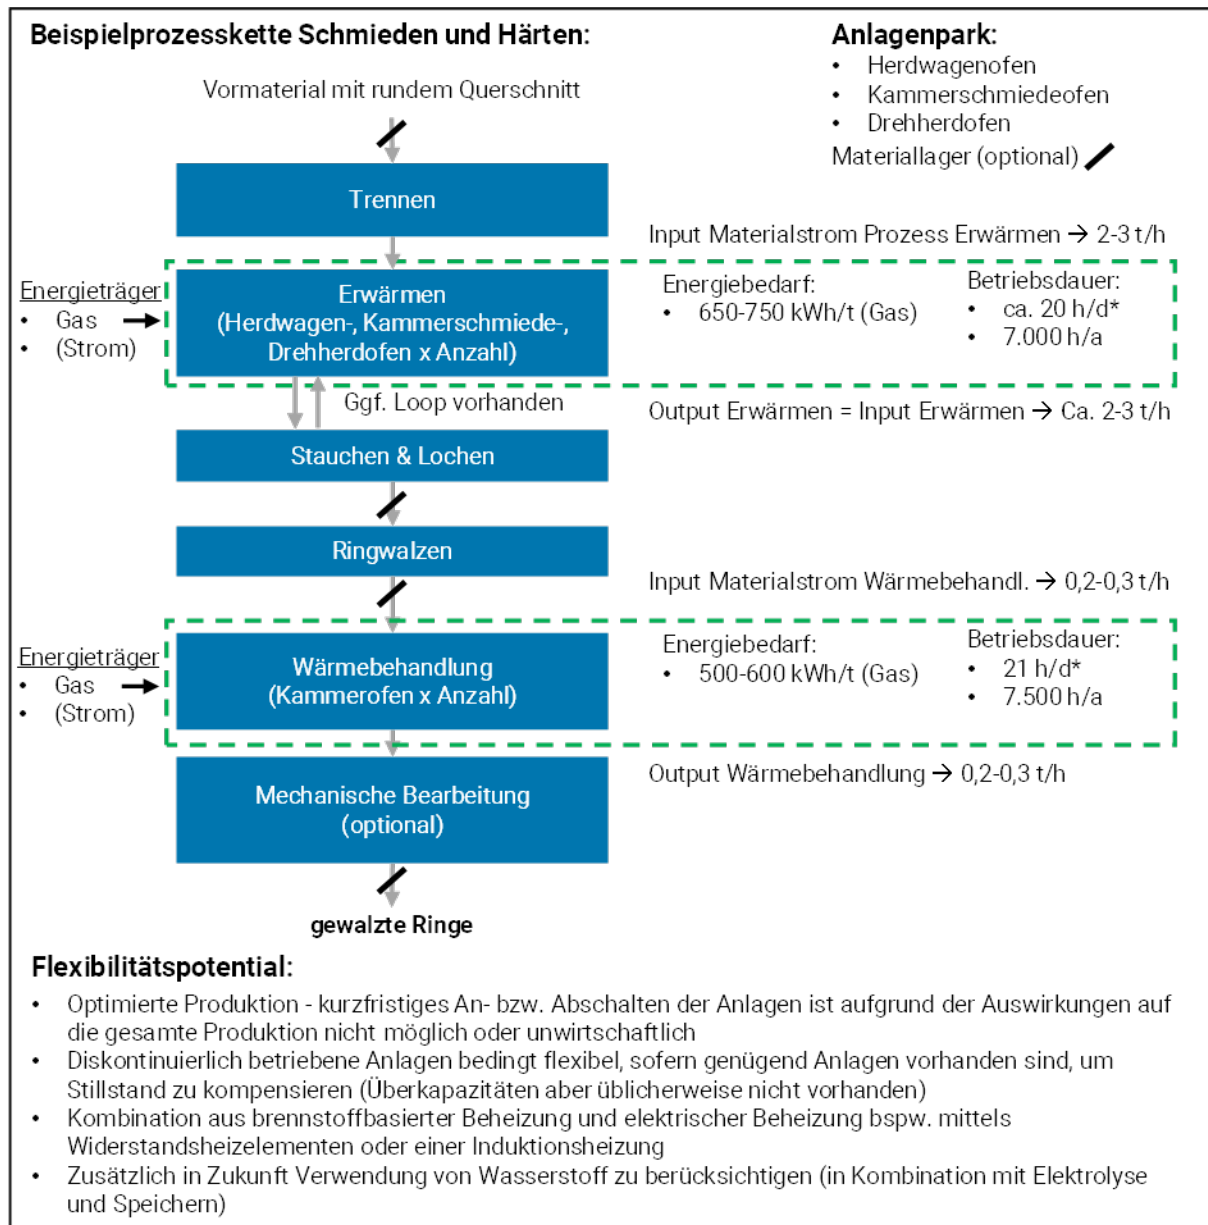 Beispielprozesskette Schmieden und Härten:
Anlagenpark:
• Herdwagenofen
• Kammerschmiedeofen
• Drehherdofen
Materiallager (optional)
Vormaterial mit rundem Querschnitt
Trennen
Input Materialstrom Prozess Erwärmen → 2-3 t/h
Energieträger
• Gas
• (Strom)
Erwärmen
(Herdwagen-, Kammerschmiede-,
Drehherdofen x Anzahl)
Energiebedarf:
• 650-750 kWh/t (Gas)
Betriebsdauer:
• ca. 20 h/d*
• 7.000 h/a
Ggf. Loop vorhanden
Output Erwärmen = Input Erwärmen → Ca. 2-3 t/h
Stauchen & Lochen
Ringwalzen
Input Materialstrom Wärmebehandl. → 0,2-0,3 t/h
Energieträger
• Gas
• (Strom)
Wärmebehandlung
(Kammerofen x Anzahl)
Energiebedarf:
• 500-600 kWh/t (Gas)
Betriebsdauer:
• 21 h/d*
• 7.500 h/a
Output Wärmebehandlung → 0,2-0,3 t/h
Mechanische Bearbeitung
(optional)
gewalzte Ringe
Flexibilitätspotential:
• Optimierte Produktion - kurzfristiges An- bzw. Abschalten der Anlagen ist aufgrund der Auswirkungen auf
die gesamte Produktion nicht möglich oder unwirtschaftlich
• Diskontinuierlich betriebene Anlagen bedingt flexibel, sofern genügend Anlagen vorhanden sind, um
Stillstand zu kompensieren (Überkapazitäten aber üblicherweise nicht vorhanden)
• Kombination aus brennstoffbasierter Beheizung und elektrischer Beheizung bspw. mittels
Widerstandsheizelementen oder einer Induktionsheizung
• Zusätzlich in Zukunft Verwendung von Wasserstoff zu berücksichtigen (in Kombination mit Elektrolyse
und Speichern)